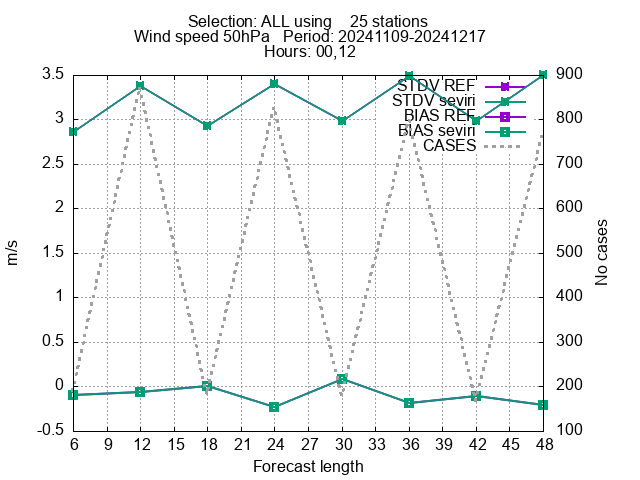 Selection: ALL using    25 stations
Wind speed 50hPa   Period: 20241109-20241217
Hours: 00,12
3.5
3
2.5
2
1.5
1
0.5
0
-0.5
m/s
STDV REF
STDV seviri
BIAS REF
BIAS seviri
CASES
900
800
700
600
500
400
300
200
100
No cases
6 9 12 15 18 21 24 27 30 33 36 39 42 45 48
Forecast length